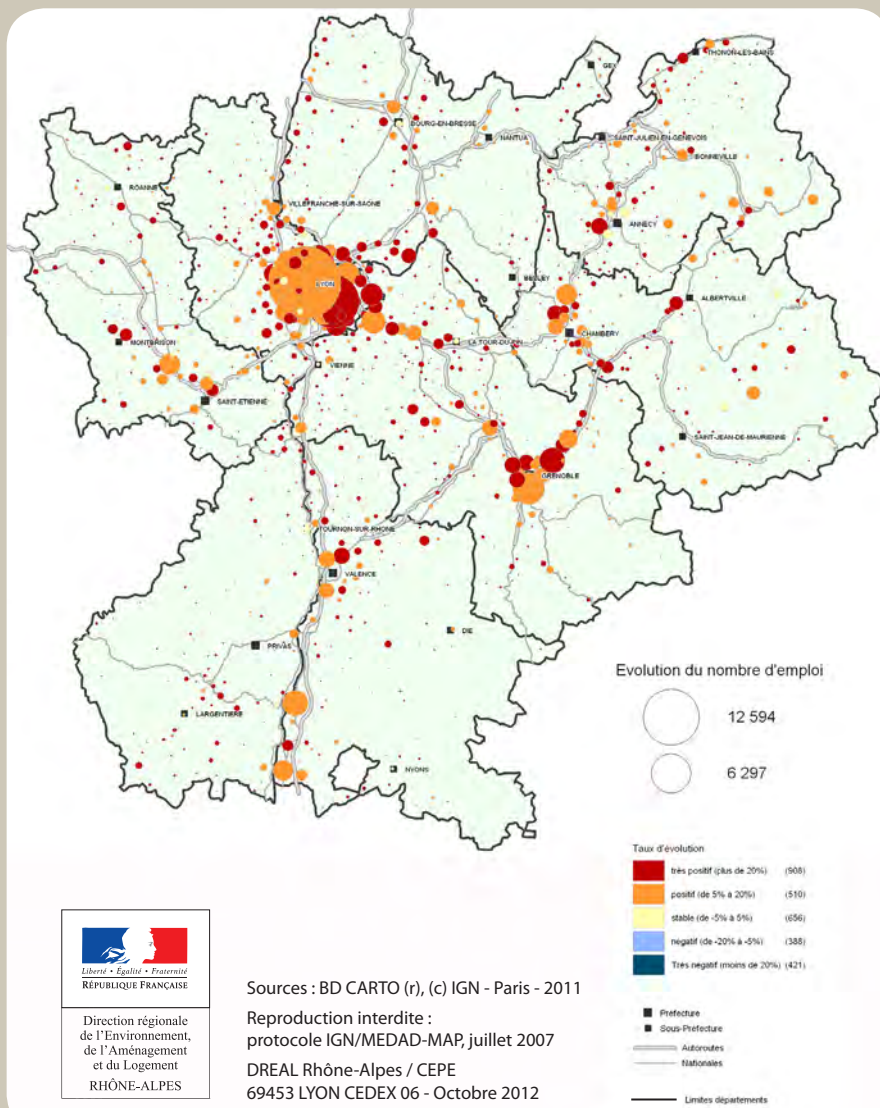 THONON-LES-BAINS
GEX
BOURG-EN-BRESSE
NANTUA
SAINT-JULIEN-EN-GENEVOIS
BONNEVILLE
ROANNE
VILLEFRANCHE-SUR-SAONE
ANNECY
LYON
BELLEY
ALBERTVILLE
MONTBRISON
LA TOUR-DU-PIN
CHAMBERY
VIENNE
SAINT-ETIENNE
SAINT-JEAN-DE-MAURIENNE
GRENOBLE
TOURNON-SUR-RHONE
VALENCE
DIE
PRIVAS
LARGENTIERE
NYONS
Evolution du nombre d'emploi
12 594
6 297
Taux d'évolution
très positif (plus de 20%) (908)
positif (de 5% à 20%) (510)
stable (de -5% à 5%) (656)
negatif (de -20% à -5%) (388)
Très negatif (moins de 20%) (421)
Préfecture
Sous-Préfecture
Autoroutes
Nationales
Limites départements
Liberté • Égalité • Fraternité
RÉPUBLIQUE FRANÇAISE
Direction régionale
de l'Environnement,
de l'Aménagement
et du Logement
RHÔNE-ALPES
Sources : BD CARTO (r), (c) IGN - Paris - 2011
Reproduction interdite :
protocole IGN/MEDAD-MAP, juillet 2007
DREAL Rhône-Alpes / CEPE
69453 LYON CEDEX 06 - Octobre 2012